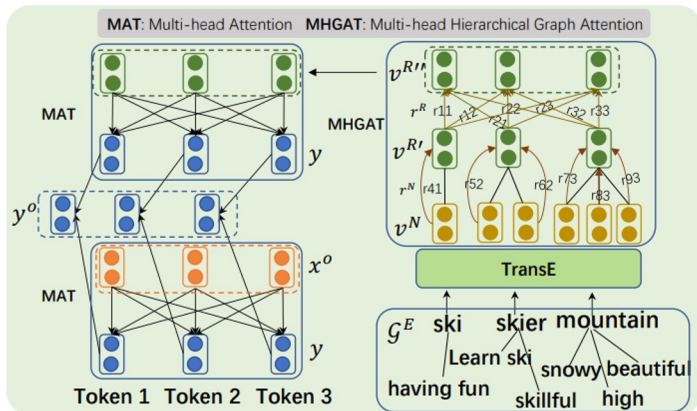 MAT: Multi-head Attention MHGAT: Multi-head Hierarchical Graph Attention
MAT
y
y^o
x^o
MAT
y
Token 1 Token 2 Token 3
MHGAT
v^{R''}
r^R r11 r12 r21 r22 r23 r32 r33
v^{R'}
r^N r41 r52 r62 r73 r83 r93
v^N
TransE
𝒢^E ski skier mountain
Learn ski
snowy beautiful
having fun
skillful high